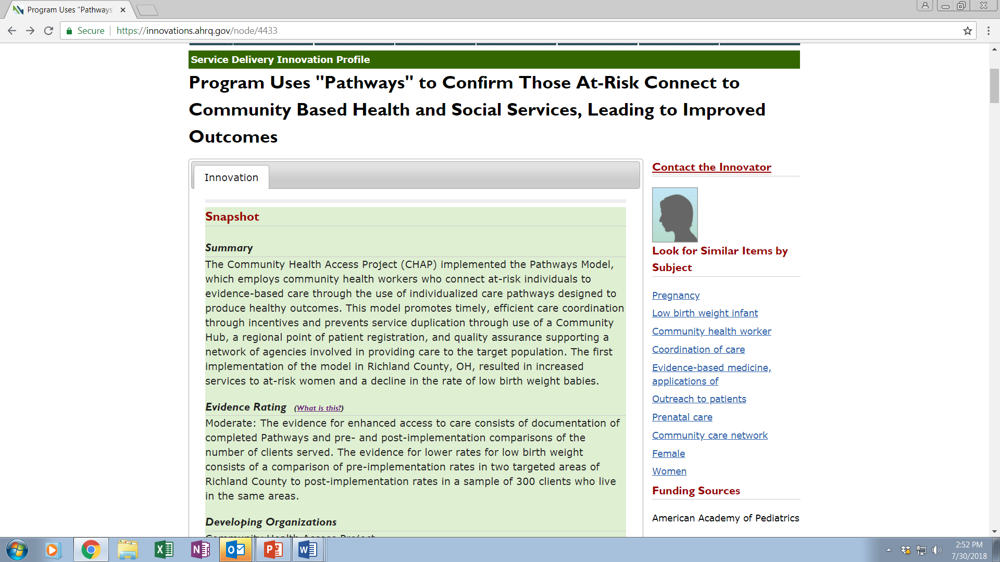 Program Uses "Pathways"
Secure
https://innovations.ahrq.gov/node/4433
Service Delivery Innovation Profile
Program Uses "Pathways" to Confirm Those At-Risk Connect to
Community Based Health and Social Services, Leading to Improved
Outcomes
Innovation
Snapshot
Summary
The Community Health Access Project (CHAP) implemented the Pathways Model,
which employs community health workers who connect at-risk individuals to
evidence-based care through the use of individualized care pathways designed to
produce healthy outcomes. This model promotes timely, efficient care coordination
through incentives and prevents service duplication through use of a Community
Hub, a regional point of patient registration, and quality assurance supporting a
network of agencies involved in providing care to the target population. The first
implementation of the model in Richland County, OH, resulted in increased
services to at-risk women and a decline in the rate of low birth weight babies.
Evidence Rating (What is this?)
Moderate: The evidence for enhanced access to care consists of documentation of
completed Pathways and pre- and post-implementation comparisons of the
number of clients served. The evidence for lower rates for low birth weight
consists of a comparison of pre-implementation rates in two targeted areas of
Richland County to post-implementation rates in a sample of 300 clients who live
in the same areas.
Developing Organizations
Community Health Access Project
Contact the Innovator
Look for Similar Items by
Subject
Pregnancy
Low birth weight infant
Community health worker
Coordination of care
Evidence-based medicine,
applications of
Outreach to patients
Prenatal care
Community care network
Female
Women
Funding Sources
American Academy of Pediatrics
2:52 PM
7/30/2018